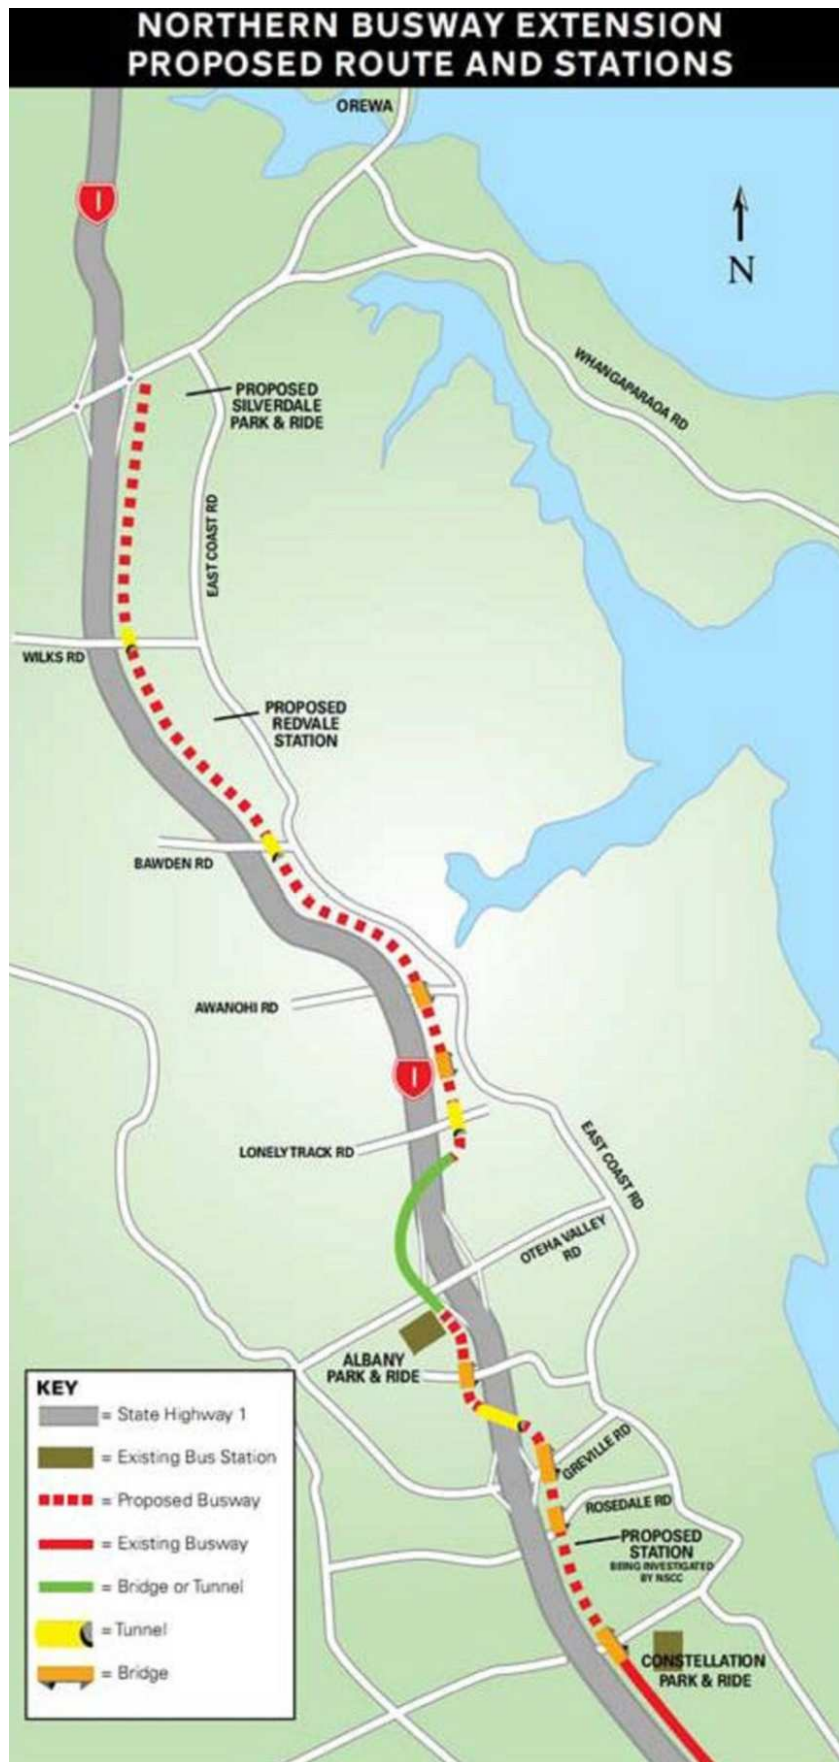 NORTHERN BUSWAY EXTENSION
PROPOSED ROUTE AND STATIONS
OREWA
I
N
WHANGAPARAOA RD
PROPOSED
SILVERDALE
PARK & RIDE
EAST COAST RD
WILKS RD
PROPOSED
REDVALE
STATION
BAWDEN RD
AWANOHI RD
I
LONELYTRACK RD
EAST COAST RD
OTEHA VALLEY
RD
ALBANY
PARK & RIDE
GREVILLE RD
ROSEDALE RD
PROPOSED
STATION
BEING INVESTIGATED
BY NSCC
CONSTELLATION
PARK & RIDE
KEY
= State Highway 1
= Existing Bus Station
= Proposed Busway
= Existing Busway
= Bridge or Tunnel
= Tunnel
= Bridge